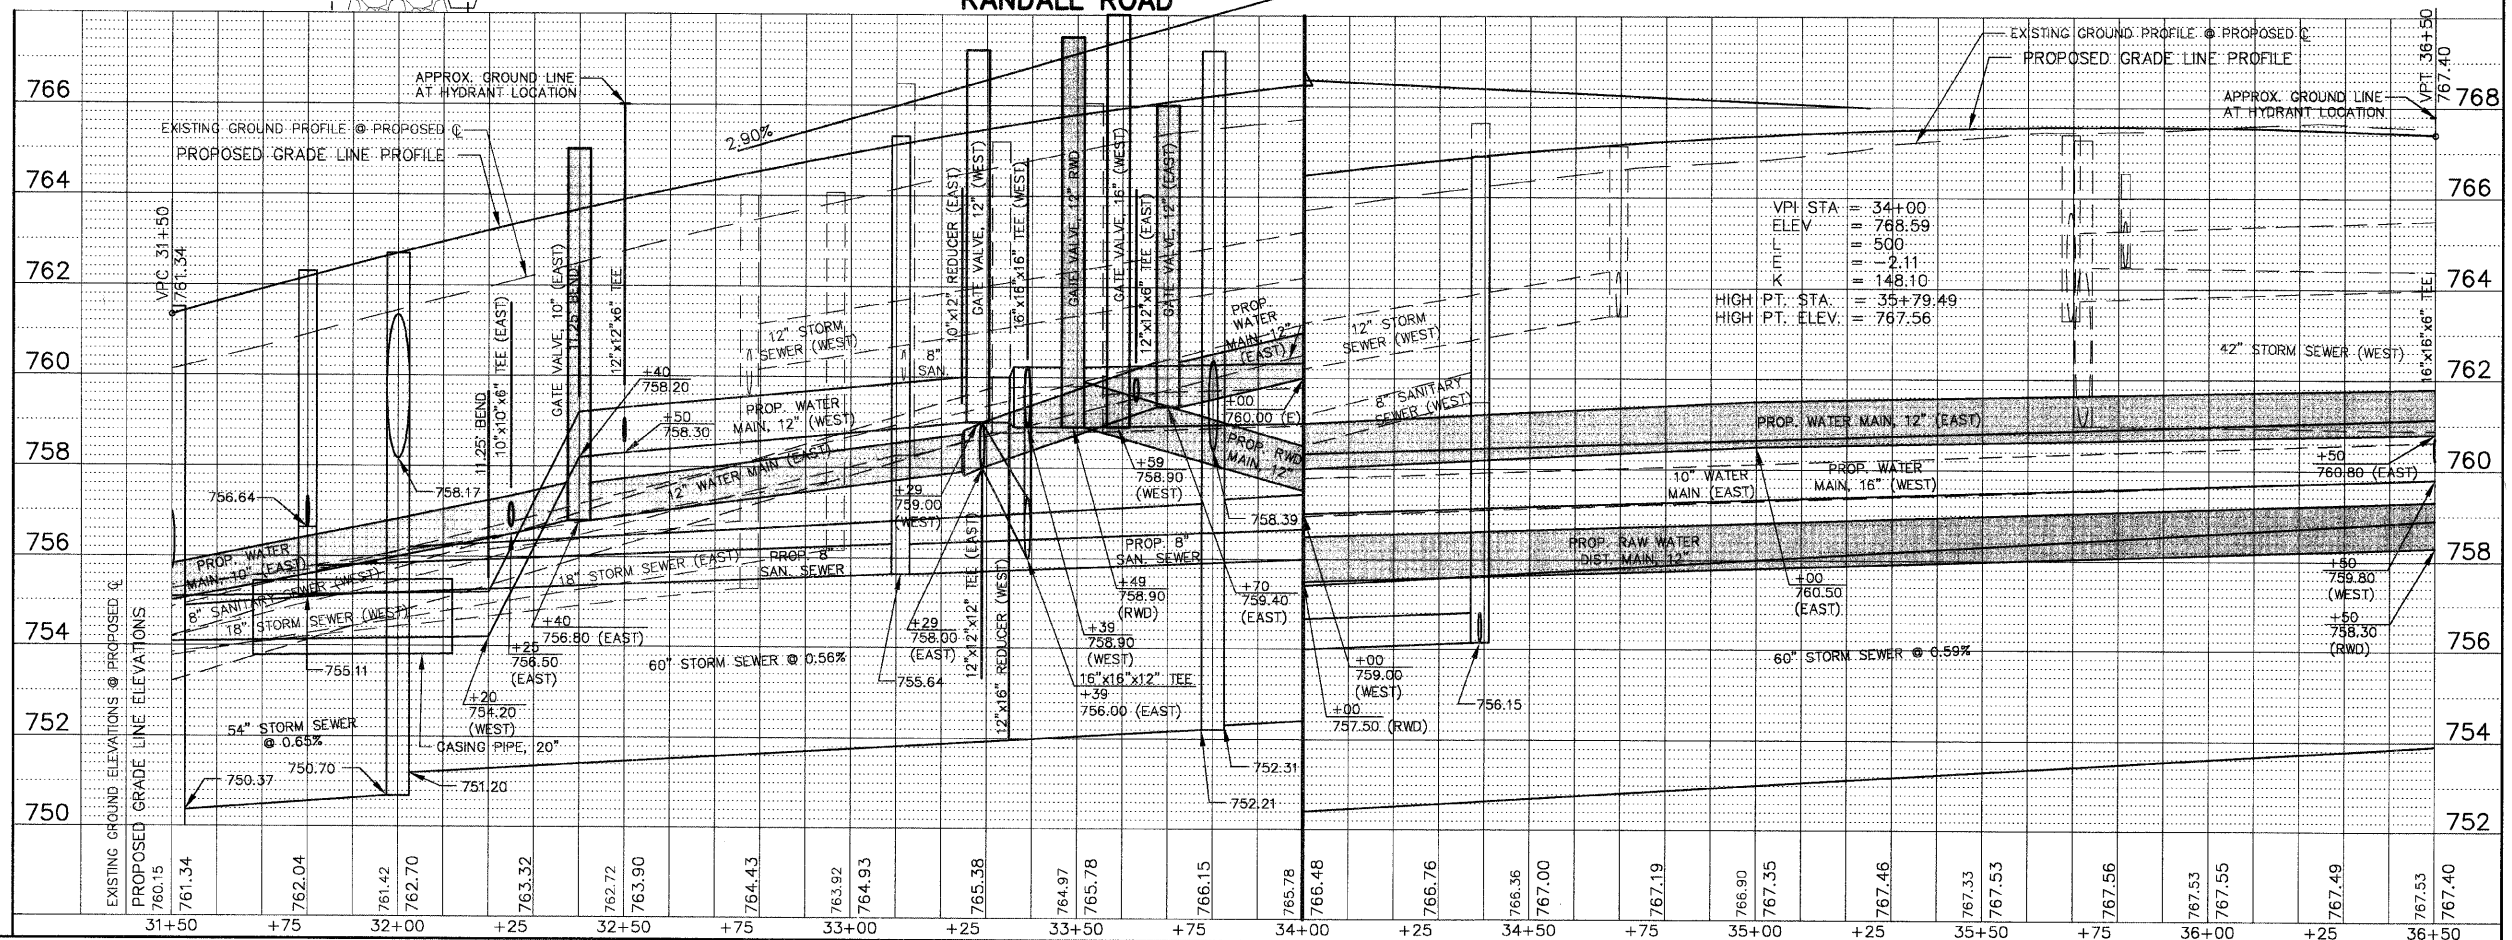 RANDALL ROAD
766
764
762
760
758
756
754
752
750
768
766
764
762
760
758
756
754
752
EXISTING GROUND ELEVATIONS @ PROPOSED ℄
PROPOSED GRADE LINE ELEVATIONS
VPC 31+50
761.34
EXISTING GROUND PROFILE @ PROPOSED ℄
PROPOSED GRADE LINE PROFILE
APPROX. GROUND LINE
AT HYDRANT LOCATION
2.90%
756.64
758.17
PROP. WATER
MAIN, 10" (EAST)
8" SANITARY SEWER (WEST)
18" STORM SEWER (WEST)
755.11
54" STORM SEWER
@ 0.65%
750.37
750.70
751.20
CASING PIPE, 20"
11.25° BEND
10"x10"x6" TEE (EAST)
GATE VALVE, 10" (EAST)
11.25° BEND
12"x12"x6" TEE
+40
758.20
+50
758.30
+20
754.20
(WEST)
+25
756.50
(EAST)
+40
756.80 (EAST)
12" STORM
SEWER (WEST)
PROP. WATER
MAIN, 12" (WEST)
12" WATER MAIN (EAST)
18" STORM SEWER (EAST)
PROP. 8"
SAN. SEWER
60" STORM SEWER @ 0.56%
8"
SAN.
10"x12" REDUCER (EAST)
GATE VALVE, 12" (WEST)
16"x16"x16" TEE (WEST)
GATE VALVE, 12" RWD
GATE VALVE, 16" (WEST)
12"x12"x6" TEE (EAST)
GATE VALVE, 12" (EAST)
PROP.
WATER
MAIN, 12"
(EAST)
+00
760.00 (E)
PROP. RWD
MAIN, 12"
+29
759.00
(WEST)
+29
758.00
(EAST)
755.64
12"x12"x12" TEE (EAST)
12"x16" REDUCER (WEST)
+59
758.90
(WEST)
+49
758.90
(RWD)
+39
758.90
(WEST)
16"x16"x12" TEE
+39
756.00 (EAST)
PROP. 8"
SAN. SEWER
+70
759.40
(EAST)
758.39
752.31
752.21
EXISTING GROUND PROFILE @ PROPOSED ℄
PROPOSED GRADE LINE PROFILE
APPROX. GROUND LINE
AT HYDRANT LOCATION
VPT 36+50
767.40
VPI STA = 34+00
ELEV = 768.59
L = 500
E = -2.11
K = 148.10
HIGH PT. STA. = 35+79.49
HIGH PT. ELEV. = 767.56
12" STORM
SEWER (WEST)
8" SANITARY
SEWER (WEST)
42" STORM SEWER (WEST)
16"x16"x6" TEE
PROP. WATER MAIN, 12" (EAST)
10" WATER
MAIN (EAST)
PROP. WATER
MAIN, 16" (WEST)
PROP. RAW WATER
DIST. MAIN, 12"
+50
760.80 (EAST)
+00
760.50
(EAST)
+50
759.80
(WEST)
+50
758.30
(RWD)
60" STORM SEWER @ 0.59%
+00
759.00
(WEST)
+00
757.50 (RWD)
756.15
760.15
761.34
762.04
761.42
762.70
763.32
762.72
763.90
764.43
763.92
764.93
765.38
764.97
765.78
766.15
765.78
766.48
766.76
766.36
767.00
767.19
766.90
767.35
767.46
767.33
767.53
767.56
767.53
767.55
767.49
767.53
767.40
31+50 +75 32+00 +25 32+50 +75 33+00 +25 33+50 +75 34+00 +25 34+50 +75 35+00 +25 35+50 +75 36+00 +25 36+50